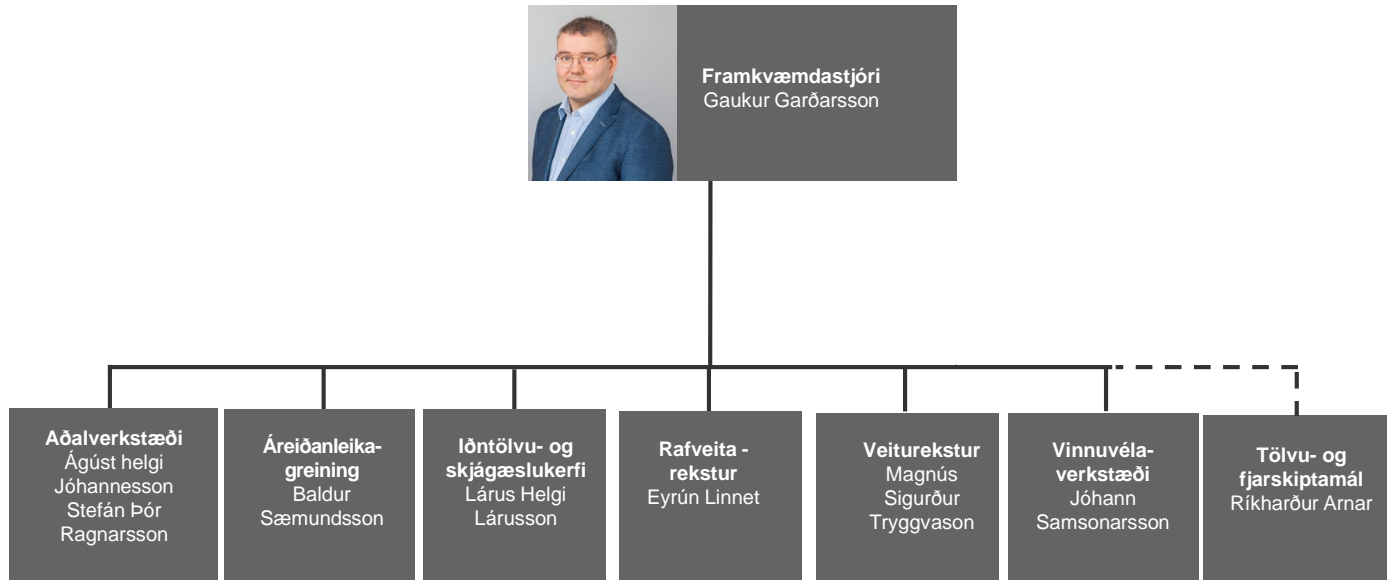 Framkvæmdastjóri
Gaukur Garðarsson
Aðalverkstæði
Ágúst helgi
Jóhannesson
Stefán Þór
Ragnarsson
Áreiðanleika-
greining
Baldur
Sæmundsson
Iðntölvu- og
skjágæslukerfi
Lárus Helgi
Lárusson
Rafveita -
rekstur
Eyrún Linnet
Veiturekstur
Magnús
Sigurður
Tryggvason
Vinnuvéla-
verkstæði
Jóhann
Samsonarsson
Tölvu- og
fjarskiptamál
Ríkharður Arnar